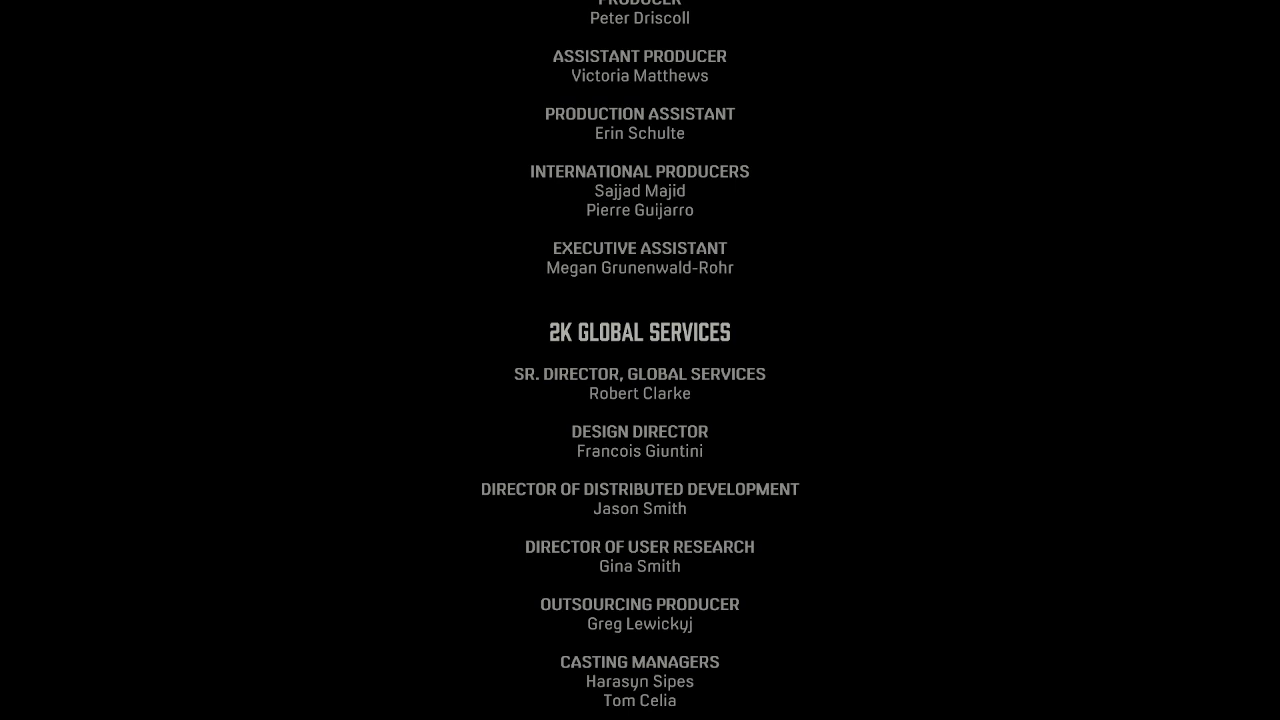 PRODUCER
Peter Driscoll
ASSISTANT PRODUCER
Victoria Matthews
PRODUCTION ASSISTANT
Erin Schulte
INTERNATIONAL PRODUCERS
Sajjad Majid
Pierre Guijarro
EXECUTIVE ASSISTANT
Megan Grunenwald-Rohr
2K GLOBAL SERVICES
SR. DIRECTOR, GLOBAL SERVICES
Robert Clarke
DESIGN DIRECTOR
Francois Giuntini
DIRECTOR OF DISTRIBUTED DEVELOPMENT
Jason Smith
DIRECTOR OF USER RESEARCH
Gina Smith
OUTSOURCING PRODUCER
Greg Lewickyj
CASTING MANAGERS
Harasyn Sipes
Tom Celia